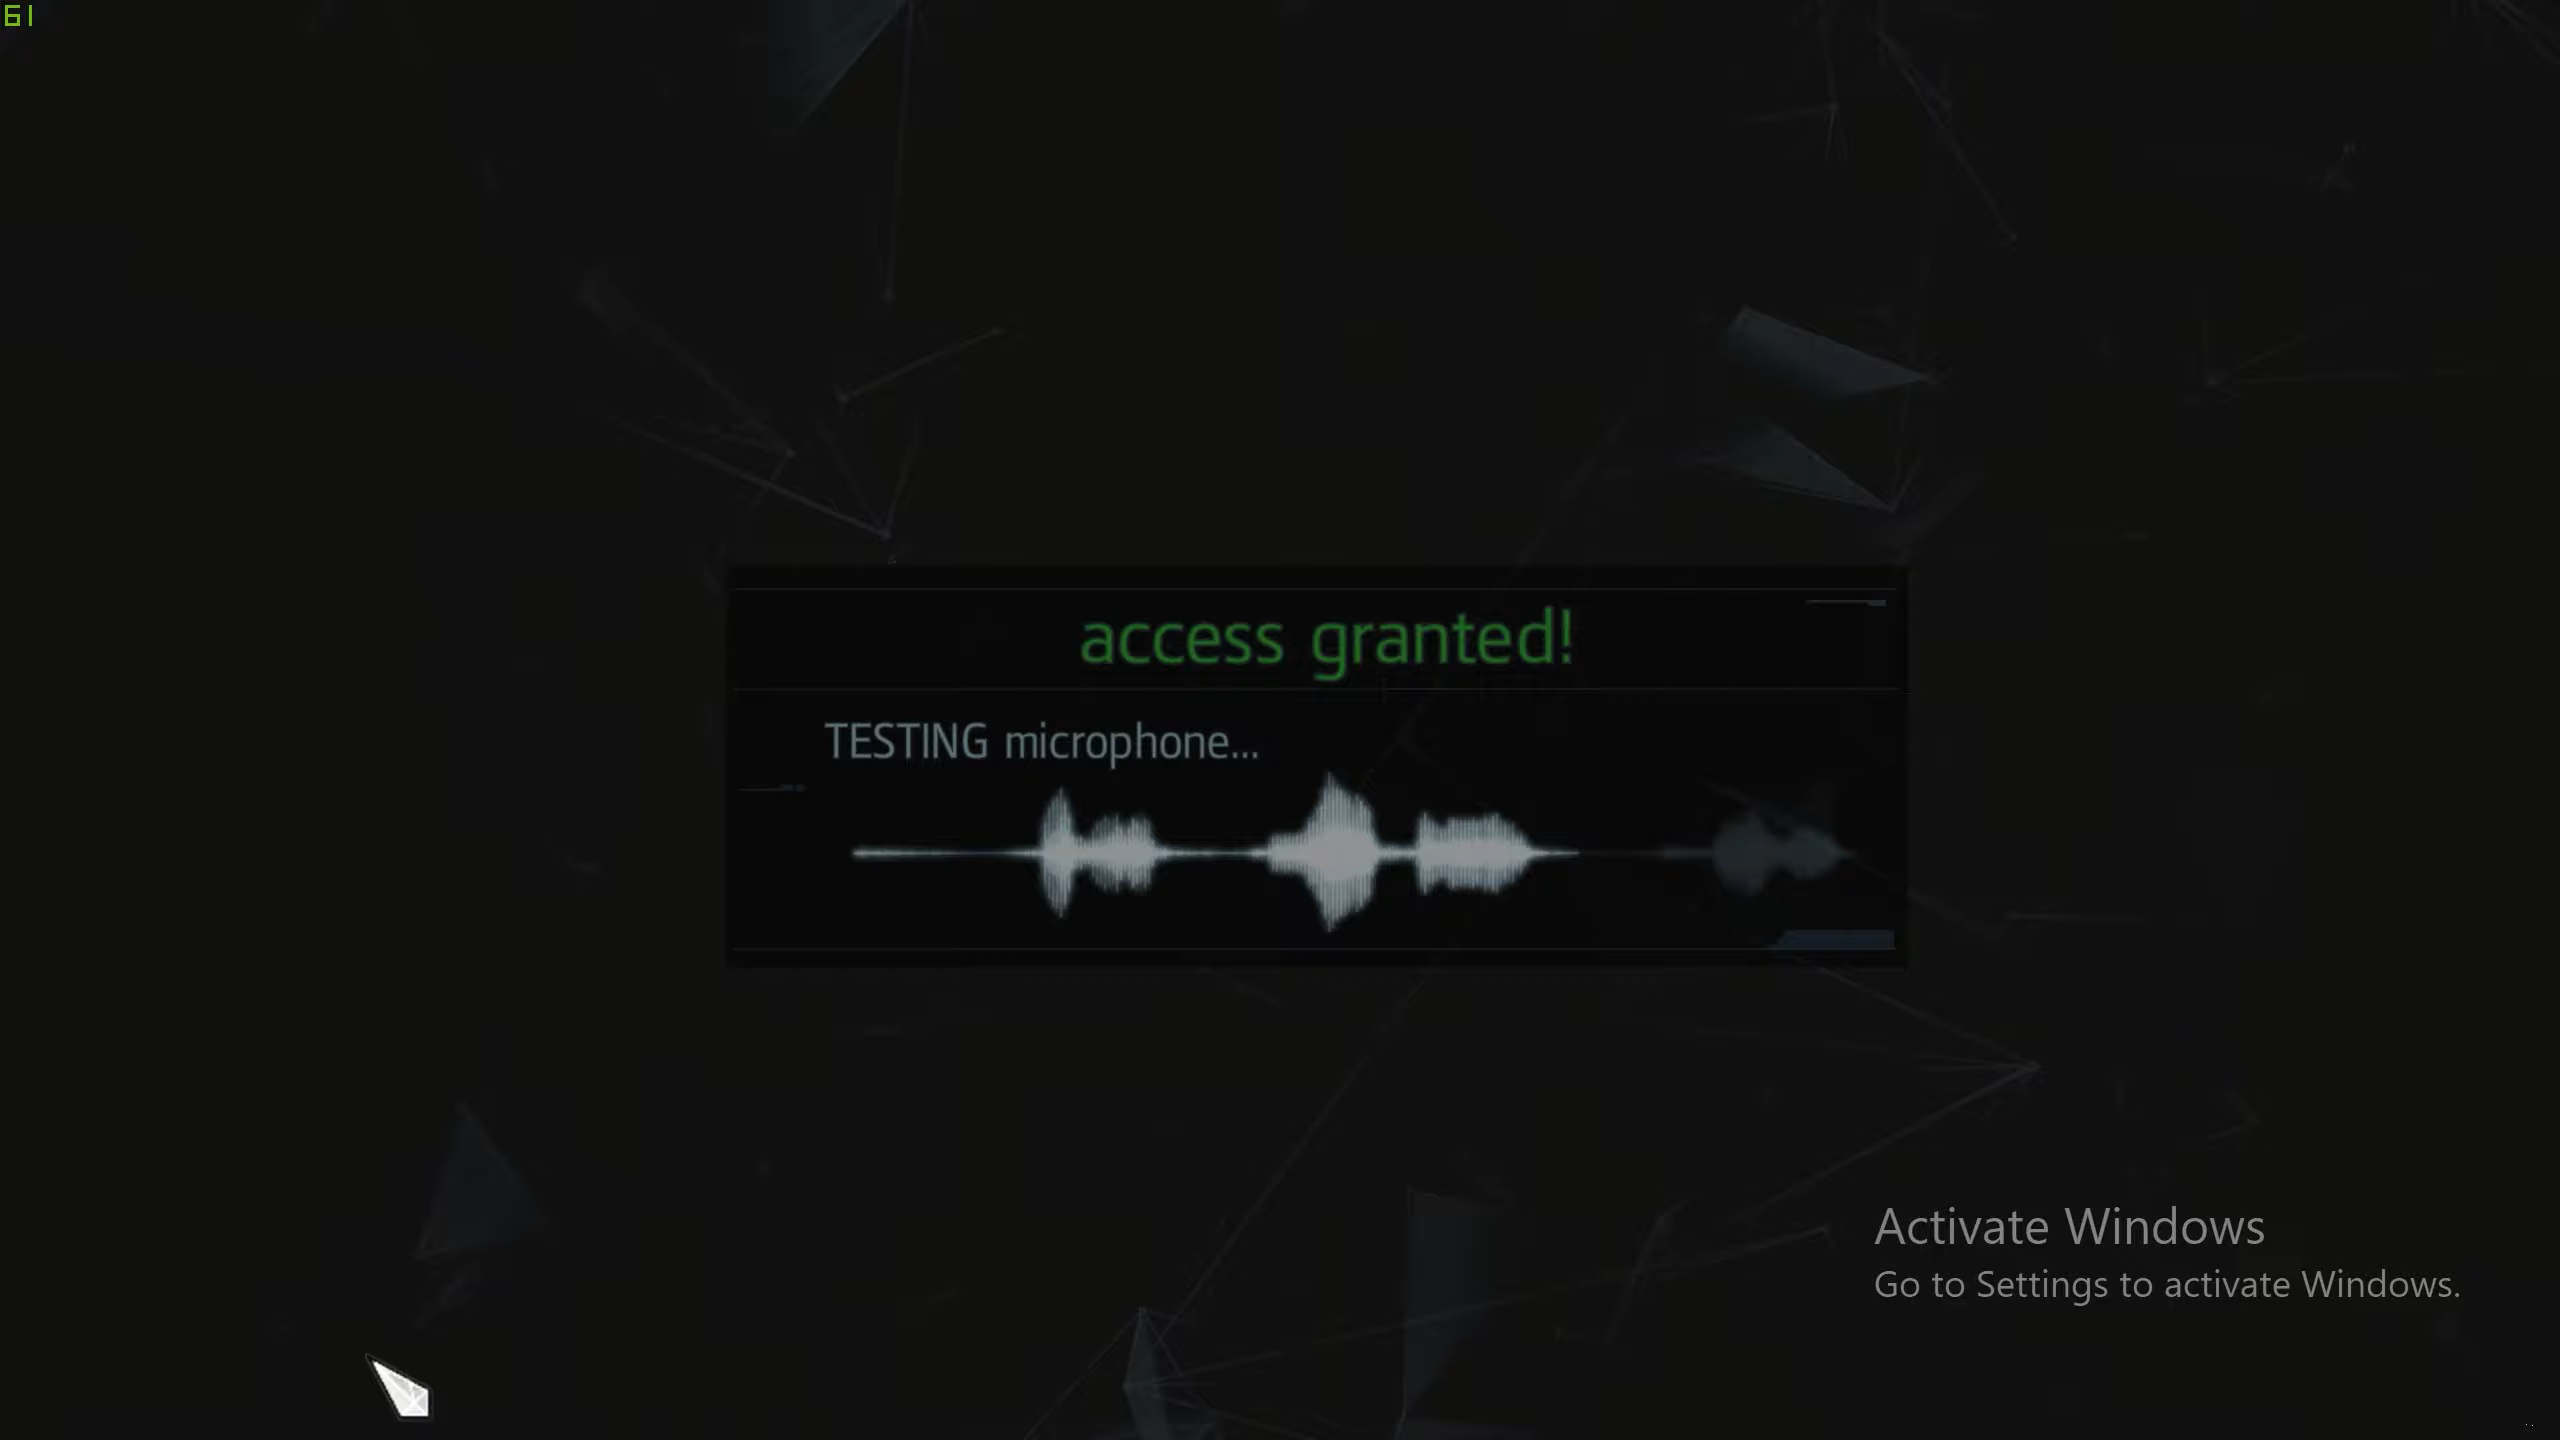 61
access granted!
TESTING microphone...
Activate Windows
Go to Settings to activate Windows.